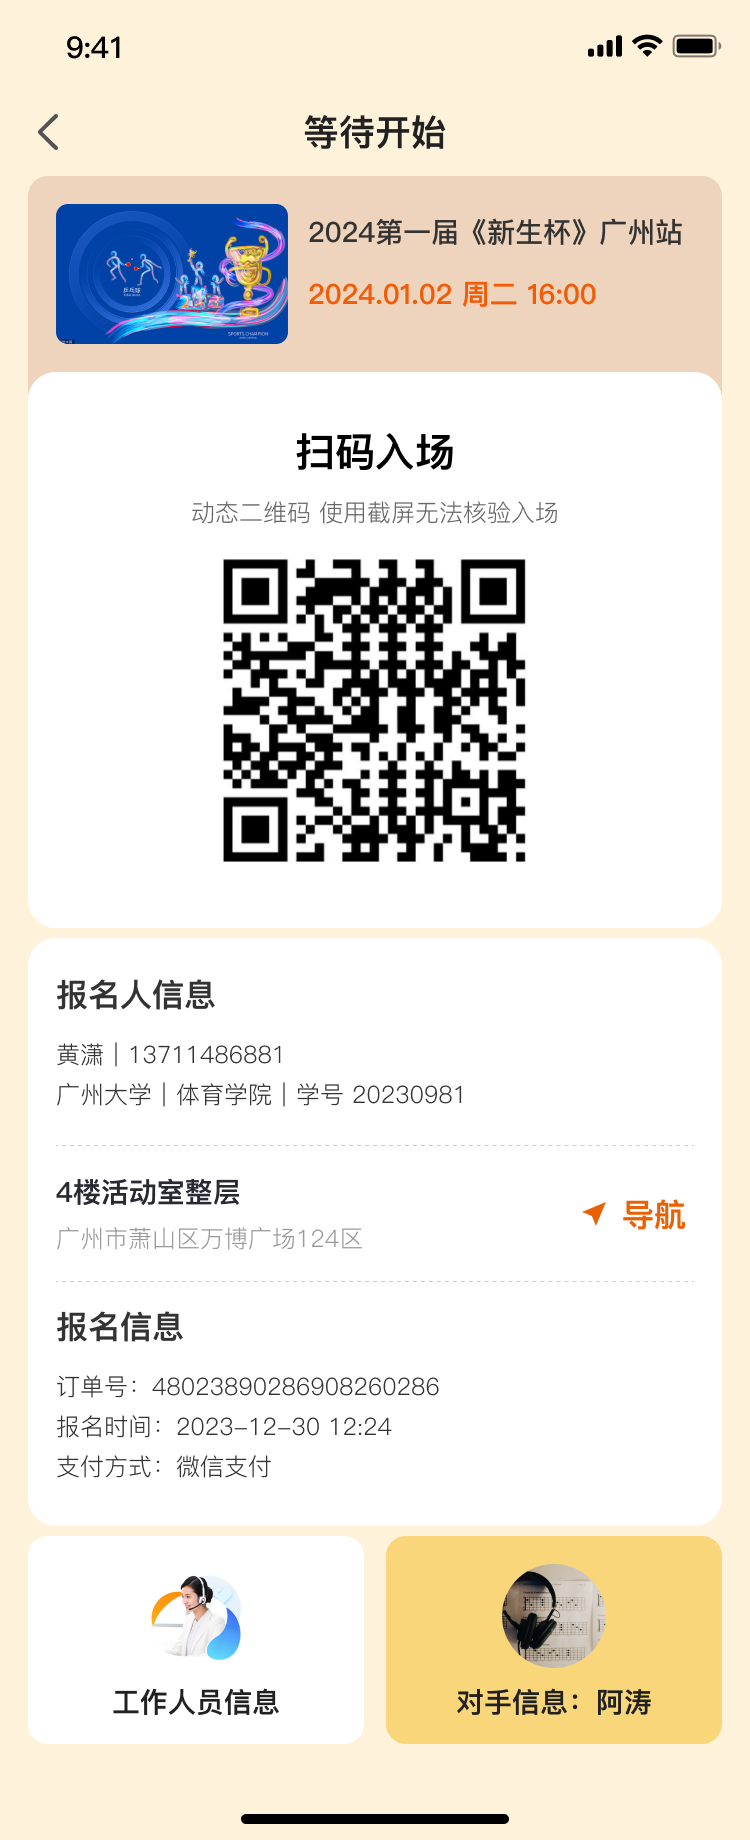 9:41
等待开始
乒乓球
SPORTS CHAMPION
2024第一届《新生杯》广州站
2024.01.02 周二 16:00
扫码入场
动态二维码 使用截屏无法核验入场
报名人信息
黄潇｜13711486881
广州大学｜体育学院｜学号 20230981
4楼活动室整层
广州市萧山区万博广场124区
导航
报名信息
订单号：48023890286908260286
报名时间：2023-12-30 12:24
支付方式：微信支付
工作人员信息
对手信息：阿涛